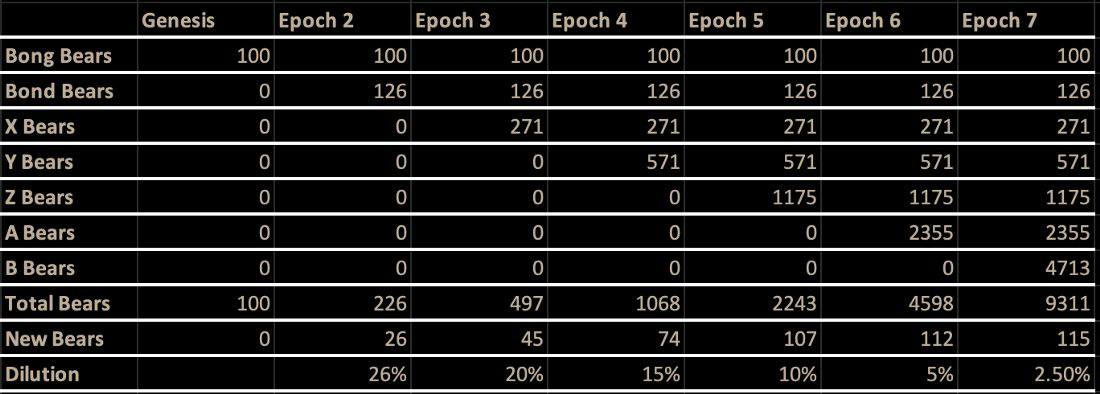 Genesis Epoch 2 Epoch 3 Epoch 4 Epoch 5 Epoch 6 Epoch 7
Bong Bears 100 100 100 100 100 100 100
Bond Bears 0 126 126 126 126 126 126
X Bears 0 0 271 271 271 271 271
Y Bears 0 0 0 571 571 571 571
Z Bears 0 0 0 0 1175 1175 1175
A Bears 0 0 0 0 0 2355 2355
B Bears 0 0 0 0 0 0 4713
Total Bears 100 226 497 1068 2243 4598 9311
New Bears 0 26 45 74 107 112 115
Dilution 26% 20% 15% 10% 5% 2.50%